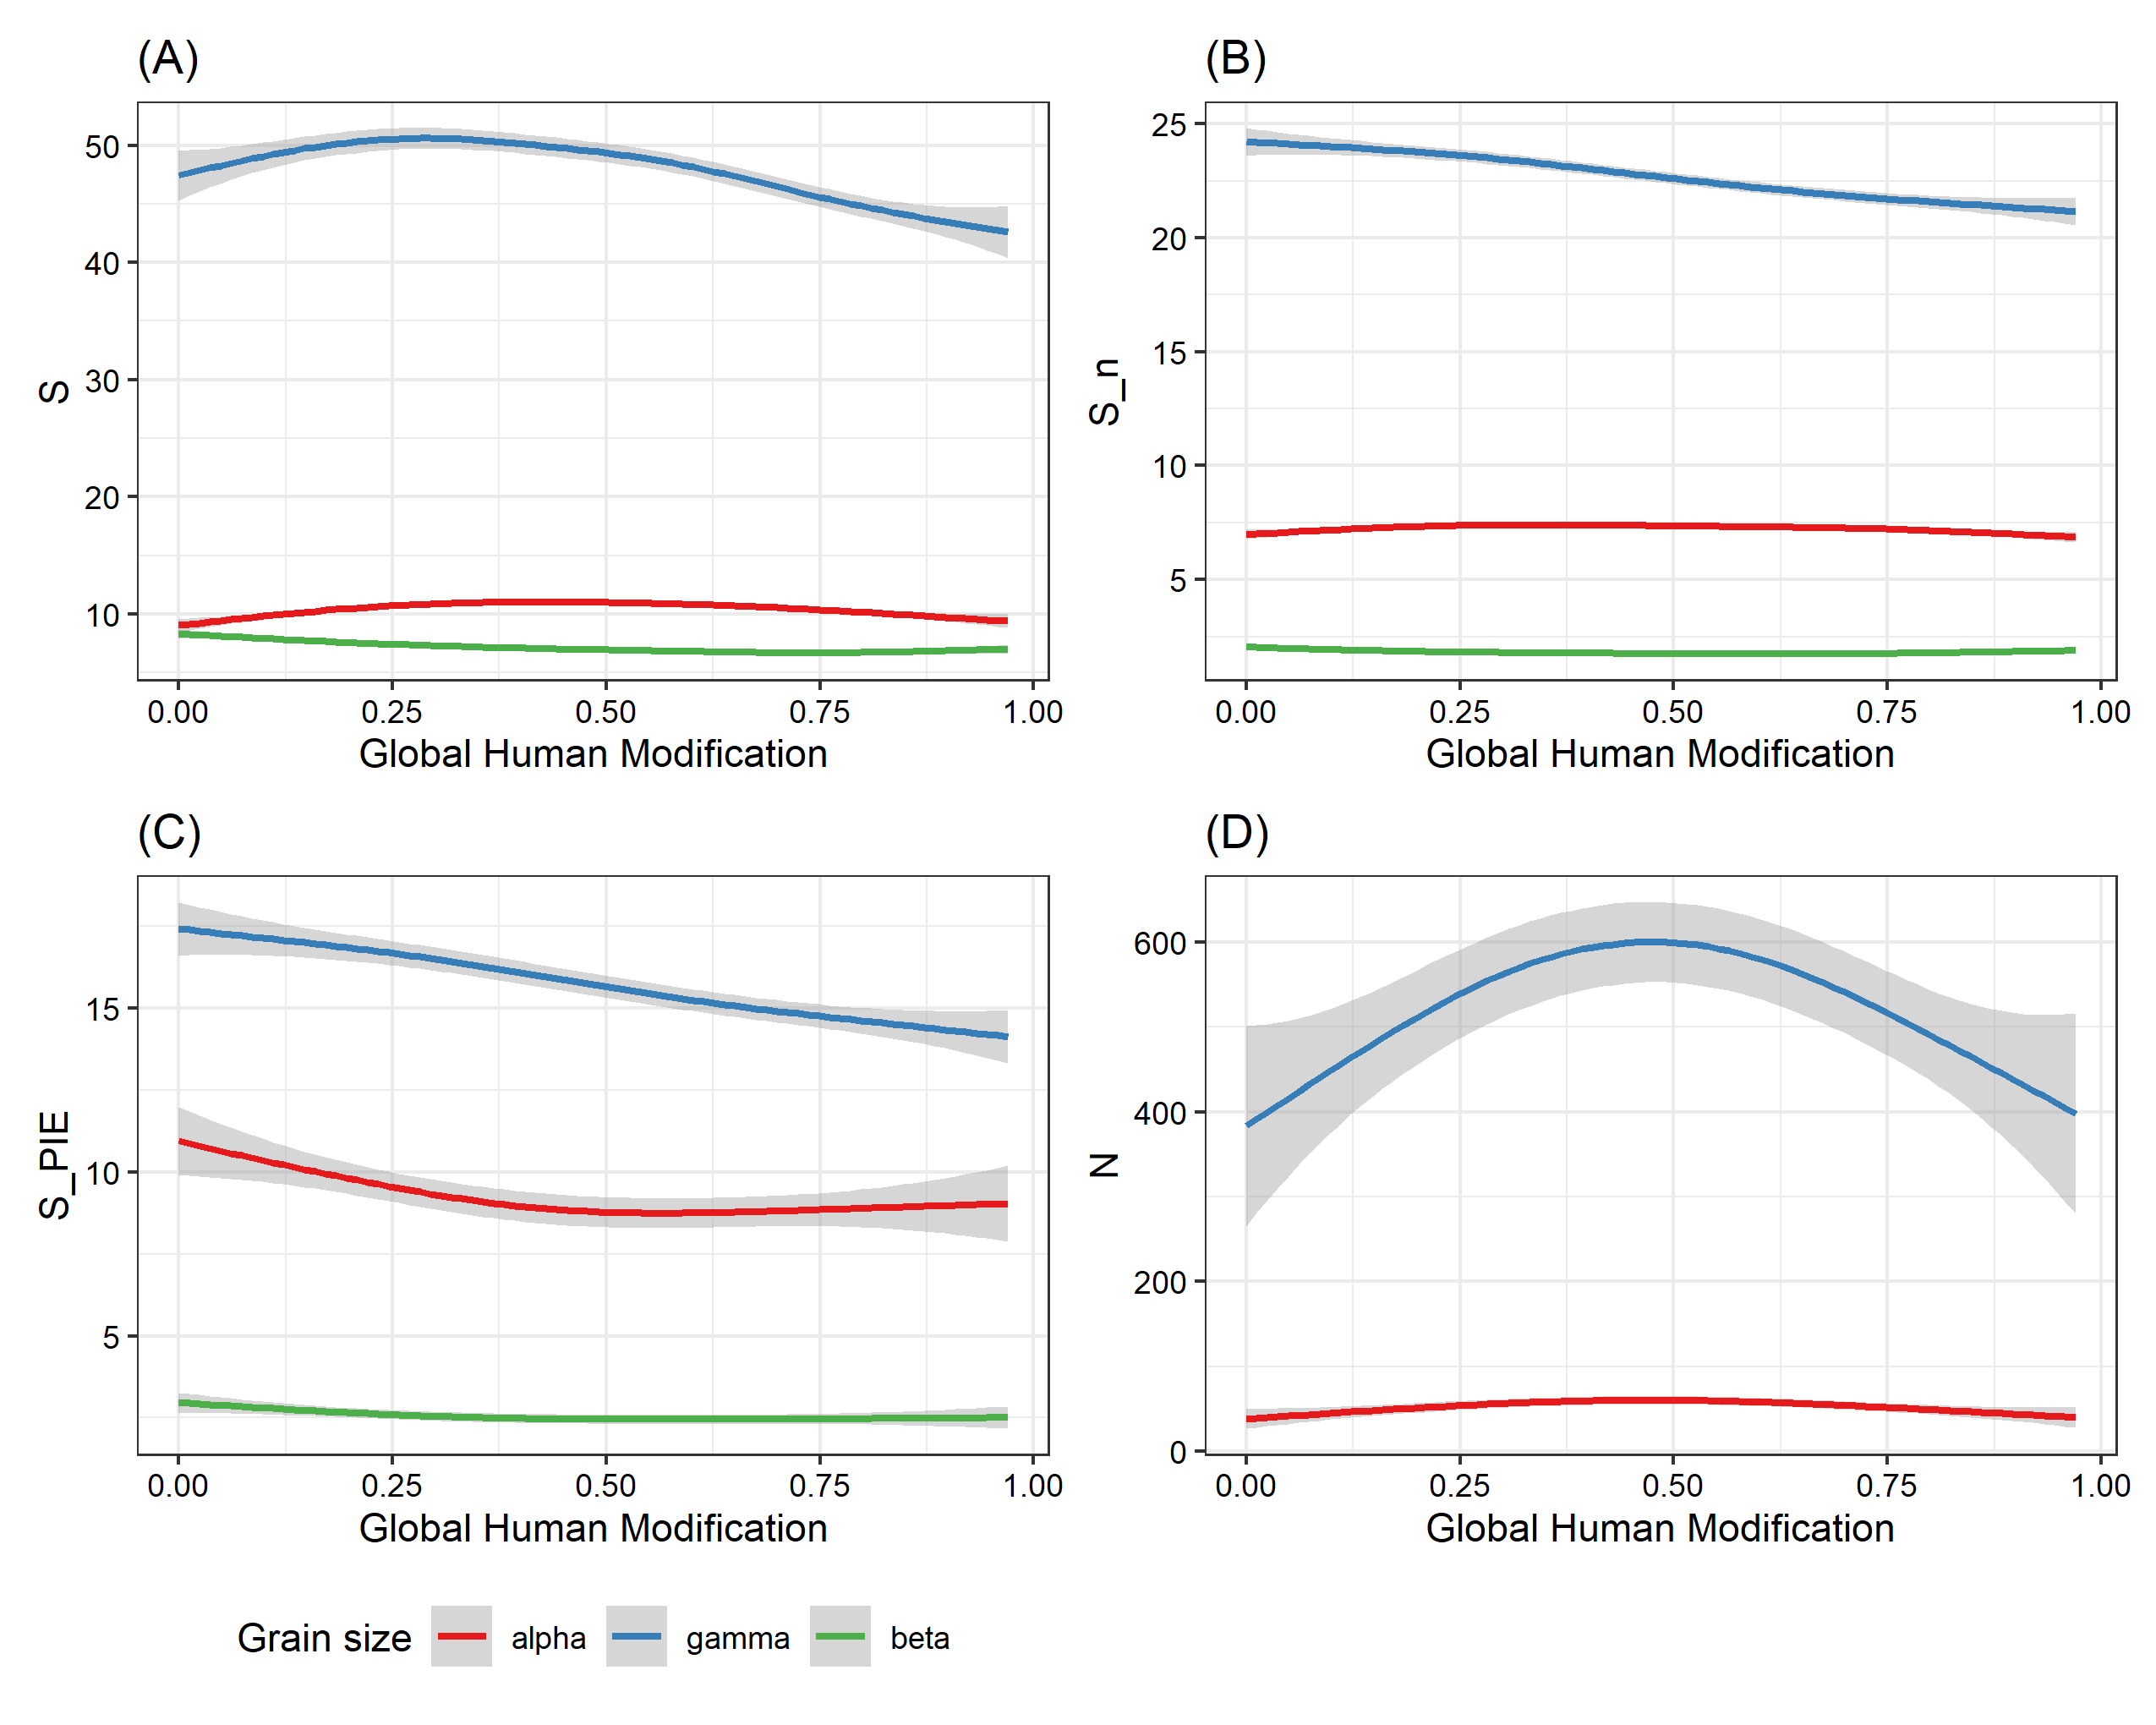 (A)
S
50
40
30
20
10
0.00 0.25 0.50 0.75 1.00
Global Human Modification
(B)
S_n
25
20
15
10
5
0.00 0.25 0.50 0.75 1.00
Global Human Modification
(C)
S_PIE
15
10
5
0.00 0.25 0.50 0.75 1.00
Global Human Modification
(D)
N
600
400
200
0
0.00 0.25 0.50 0.75 1.00
Global Human Modification
Grain size alpha gamma beta